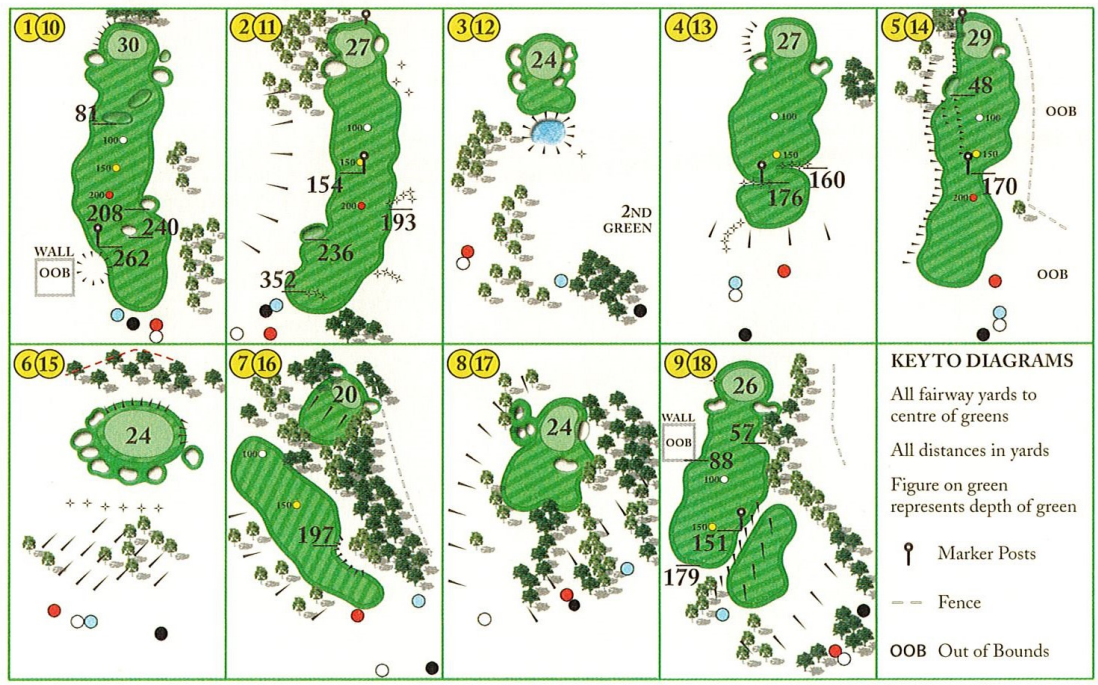 1 10
30
81
100
150
200
208
240
262
WALL
OOB
2 11
27
100
150
154
200
193
236
352
3 12
24
2ND
GREEN
4 13
27
100
150
160
176
5 14
29
48
100
OOB
150
170
200
OOB
6 15
24
7 16
20
100
150
197
8 17
24
9 18
26
WALL
OOB
57
88
100
150
151
179
KEY TO DIAGRAMS
All fairway yards to
centre of greens
All distances in yards
Figure on green
represents depth of green
Marker Posts
Fence
OOB Out of Bounds